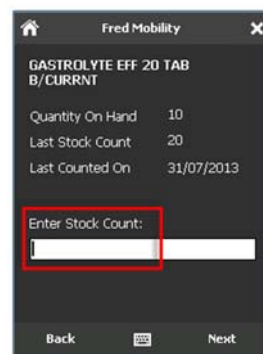 Fred Mobility
GASTROLYTE EFF 20 TAB
B/CURRNT
Quantity On Hand 10
Last Stock Count 20
Last Counted On 31/07/2013
Enter Stock Count:
Back Next